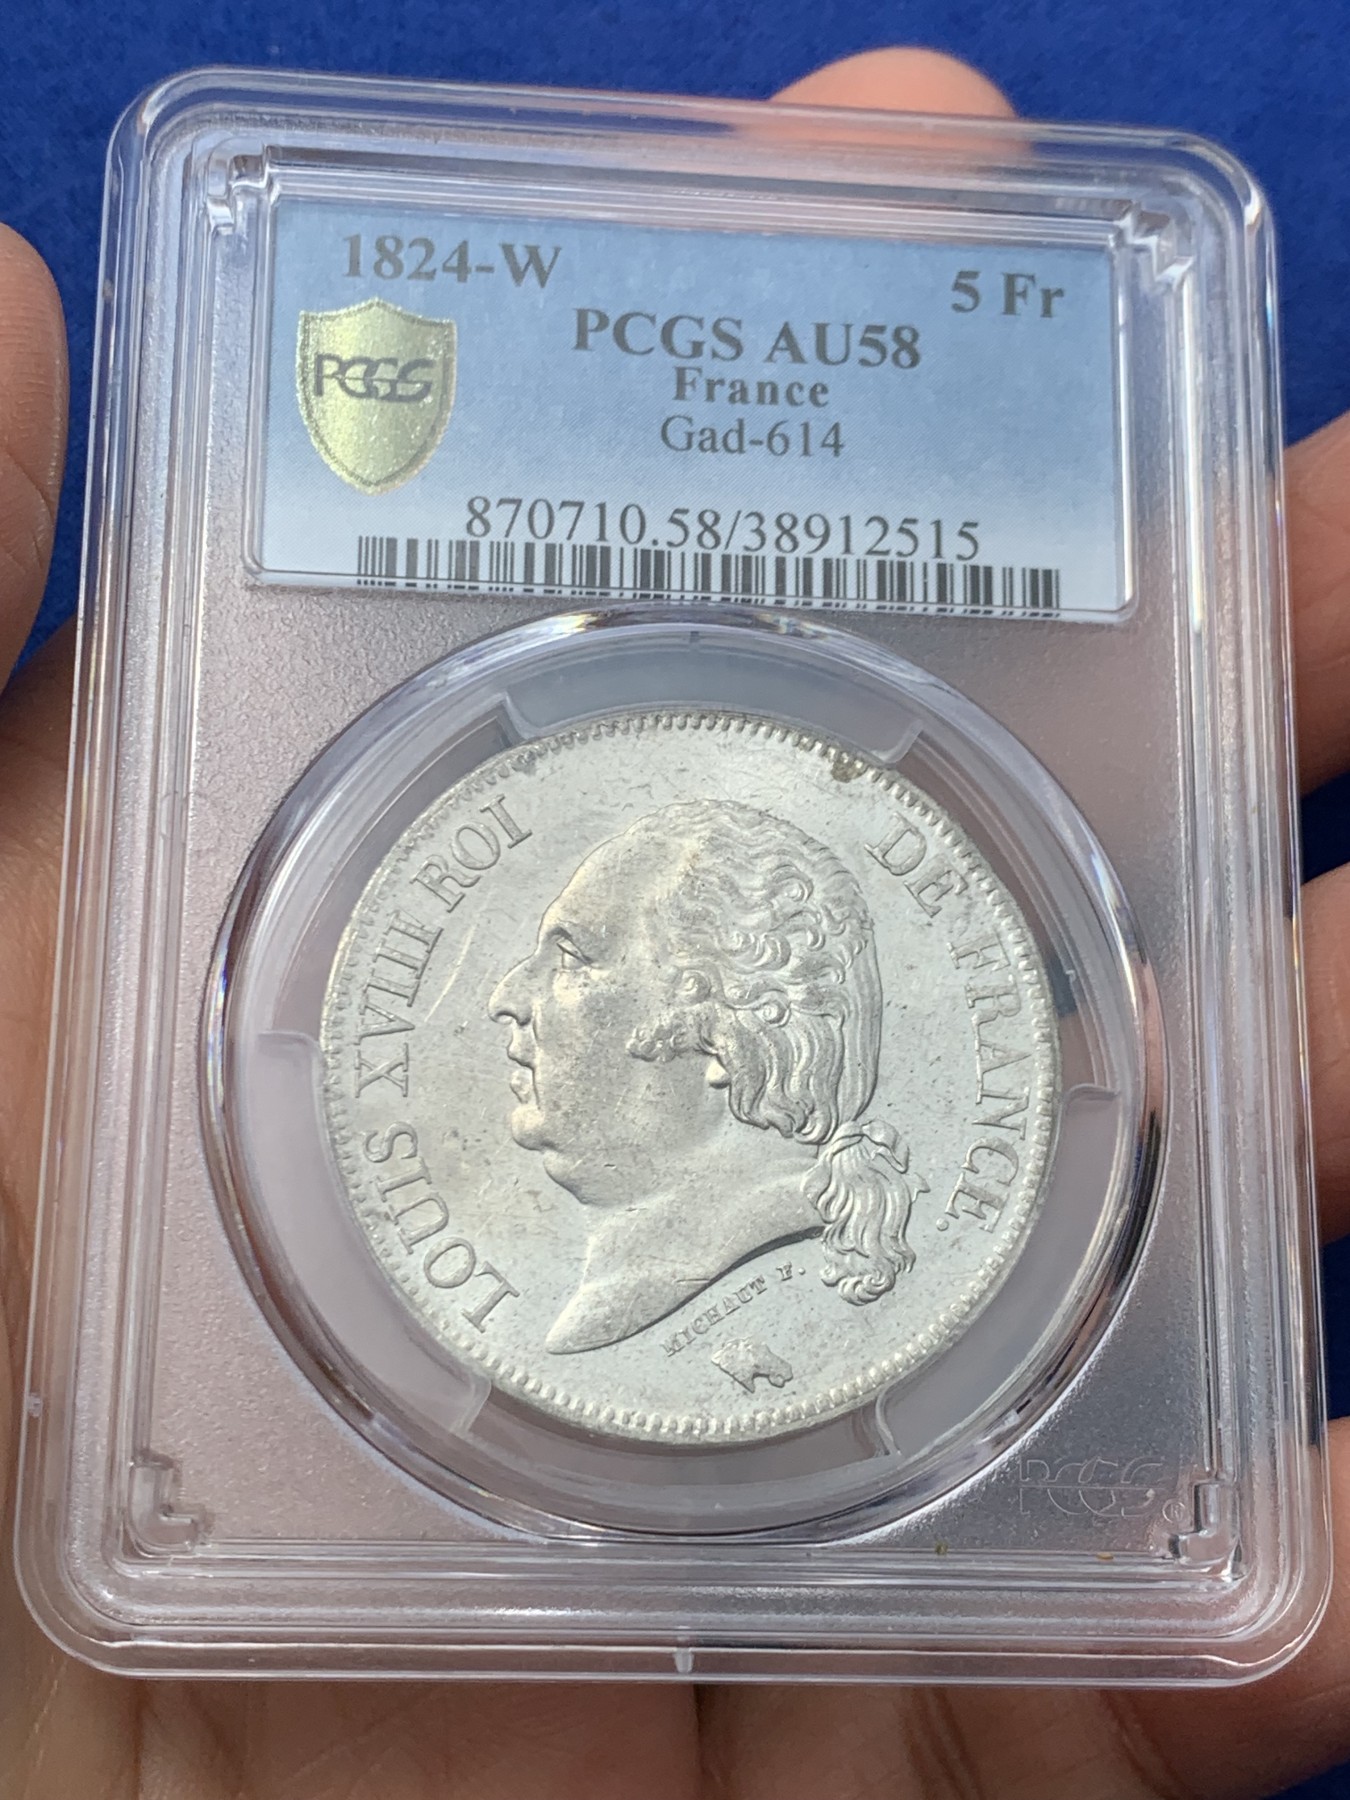 1824-W
5 Fr
PCGS AU58
France
Gad-614
PCGS
870710.58/38912515
LOUIS XVIII ROI DE FRANCE.
MICHAUT F.
PCGS